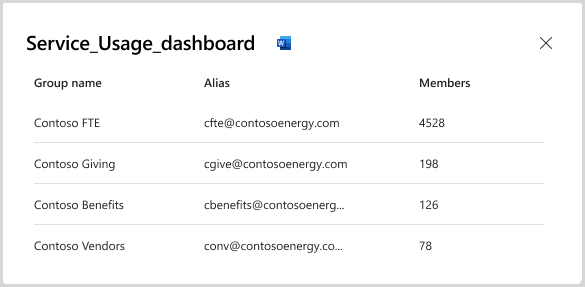 Service_Usage_dashboard
Group name Alias Members
Contoso FTE cfte@contosoenergy.com 4528
Contoso Giving cgive@contosoenergy.com 198
Contoso Benefits cbenefits@contosoenerg... 126
Contoso Vendors conv@contosoenergy.co... 78